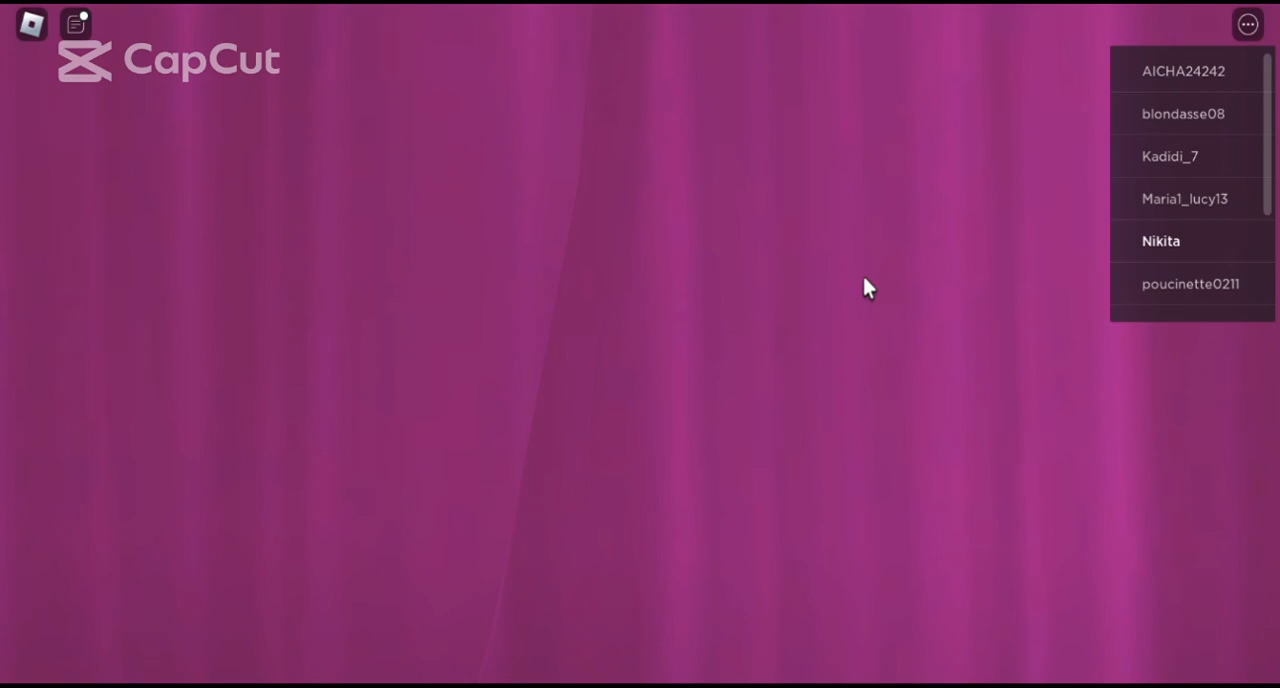 CapCut
AICHA24242
blondasse08
Kadidi_7
Maria1_lucy13
Nikita
poucinette0211